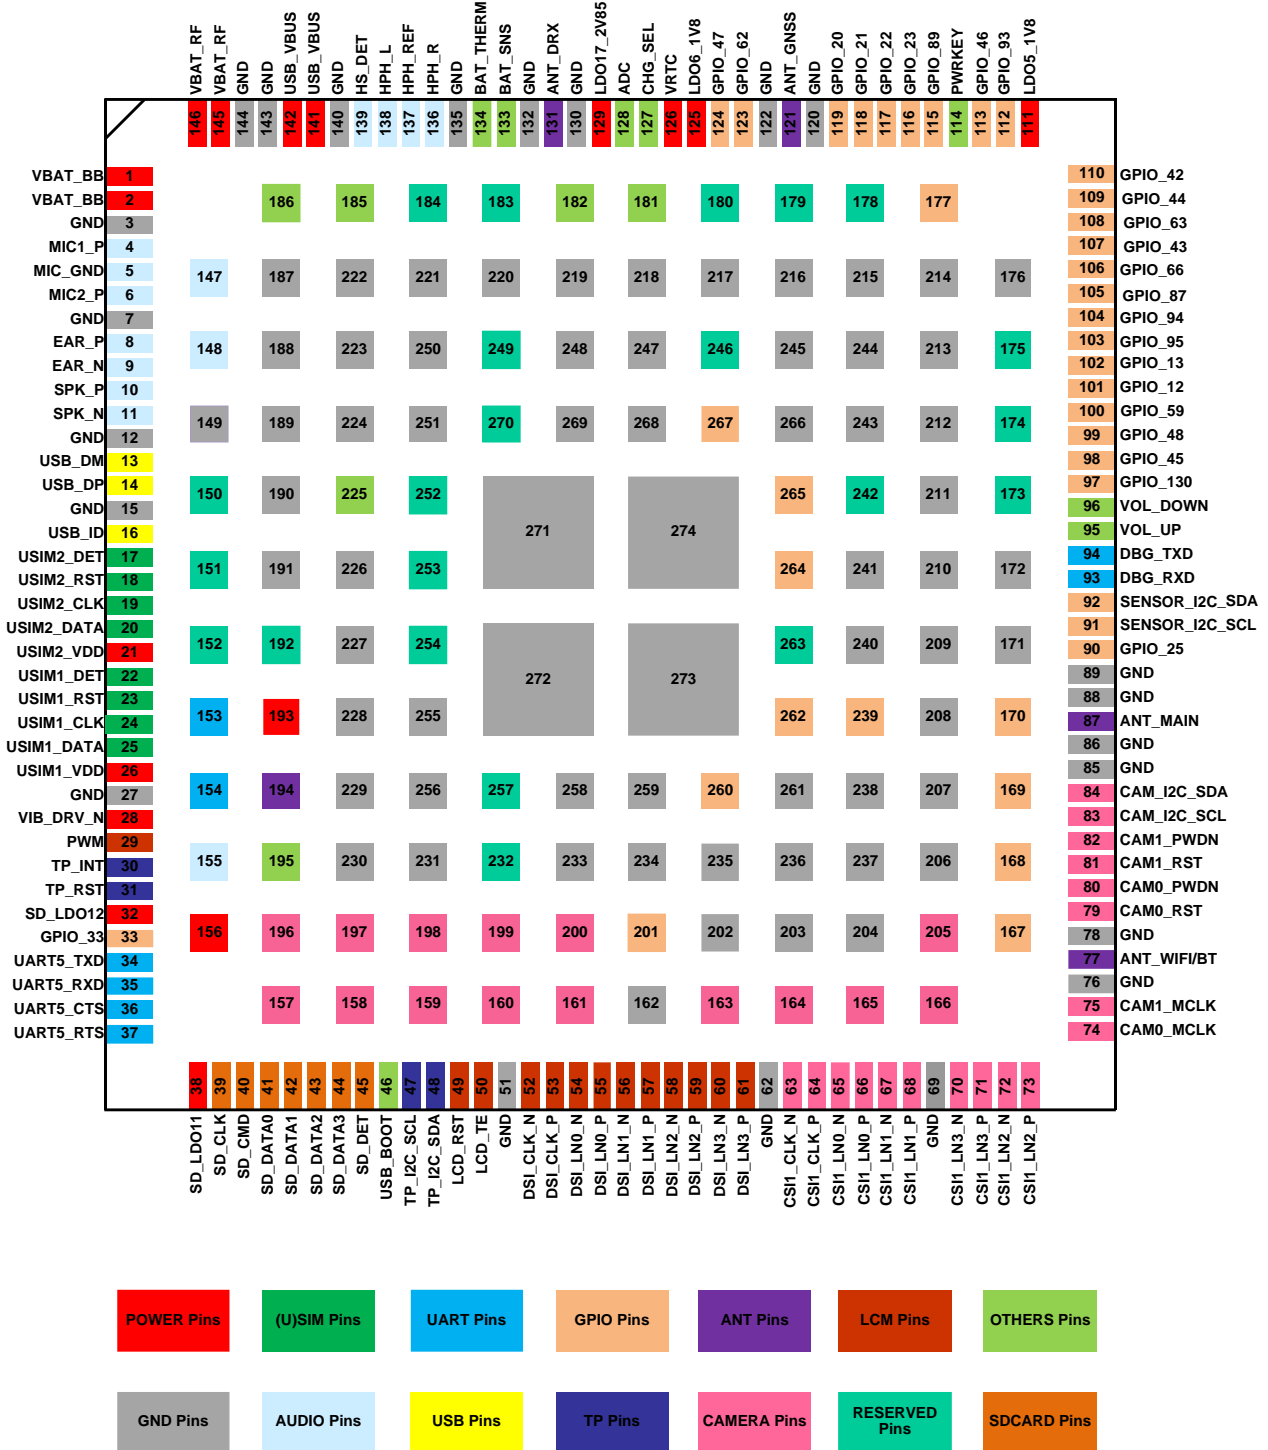 VBAT_RF VBAT_RF GND GND USB_VBUS USB_VBUS GND HS_DET HPH_L HPH_REF HPH_R GND BAT_THERM BAT_SNS GND ANT_DRX GND LDO17_2V85 ADC CHG_SEL VRTC LDO6_1V8 GPIO_47 GPIO_62 GND ANT_GNSS GND GPIO_20 GPIO_21 GPIO_22 GPIO_23 GPIO_89 PWRKEY GPIO_46 GPIO_93 LDO5_1V8
146 145 144 143 142 141 140 139 138 137 136 135 134 133 132 131 130 129 128 127 126 125 124 123 122 121 120 119 118 117 116 115 114 113 112 111
VBAT_BB 1
VBAT_BB 2
GND 3
MIC1_P 4
MIC_GND 5
MIC2_P 6
GND 7
EAR_P 8
EAR_N 9
SPK_P 10
SPK_N 11
GND 12
USB_DM 13
USB_DP 14
GND 15
USB_ID 16
USIM2_DET 17
USIM2_RST 18
USIM2_CLK 19
USIM2_DATA 20
USIM2_VDD 21
USIM1_DET 22
USIM1_RST 23
USIM1_CLK 24
USIM1_DATA 25
USIM1_VDD 26
GND 27
VIB_DRV_N 28
PWM 29
TP_INT 30
TP_RST 31
SD_LDO12 32
GPIO_33 33
UART5_TXD 34
UART5_RXD 35
UART5_CTS 36
UART5_RTS 37
186 185 184 183 182 181 180 179 178 177
147 187 222 221 220 219 218 217 216 215 214 176
148 188 223 250 249 248 247 246 245 244 213 175
149 189 224 251 270 269 268 267 266 243 212 174
150 190 225 252 271 274 265 242 211 173
151 191 226 253 264 241 210 172
152 192 227 254 272 273 263 240 209 171
153 193 228 255 262 239 208 170
154 194 229 256 257 258 259 260 261 238 207 169
155 195 230 231 232 233 234 235 236 237 206 168
156 196 197 198 199 200 201 202 203 204 205 167
157 158 159 160 161 162 163 164 165 166
110 GPIO_42
109 GPIO_44
108 GPIO_63
107 GPIO_43
106 GPIO_66
105 GPIO_87
104 GPIO_94
103 GPIO_95
102 GPIO_13
101 GPIO_12
100 GPIO_59
99 GPIO_48
98 GPIO_45
97 GPIO_130
96 VOL_DOWN
95 VOL_UP
94 DBG_TXD
93 DBG_RXD
92 SENSOR_I2C_SDA
91 SENSOR_I2C_SCL
90 GPIO_25
89 GND
88 GND
87 ANT_MAIN
86 GND
85 GND
84 CAM_I2C_SDA
83 CAM_I2C_SCL
82 CAM1_PWDN
81 CAM1_RST
80 CAM0_PWDN
79 CAM0_RST
78 GND
77 ANT_WIFI/BT
76 GND
75 CAM1_MCLK
74 CAM0_MCLK
38 39 40 41 42 43 44 45 46 47 48 49 50 51 52 53 54 55 56 57 58 59 60 61 62 63 64 65 66 67 68 69 70 71 72 73
SD_LDO11 SD_CLK SD_CMD SD_DATA0 SD_DATA1 SD_DATA2 SD_DATA3 SD_DET USB_BOOT TP_I2C_SCL TP_I2C_SDA LCD_RST LCD_TE GND DSI_CLK_N DSI_CLK_P DSI_LN0_N DSI_LN0_P DSI_LN1_N DSI_LN1_P DSI_LN2_N DSI_LN2_P DSI_LN3_N DSI_LN3_P GND CSI1_CLK_N CSI1_CLK_P CSI1_LN0_N CSI1_LN0_P CSI1_LN1_N CSI1_LN1_P GND CSI1_LN3_N CSI1_LN3_P CSI1_LN2_N CSI1_LN2_P
POWER Pins (U)SIM Pins UART Pins GPIO Pins ANT Pins LCM Pins OTHERS Pins
GND Pins AUDIO Pins USB Pins TP Pins CAMERA Pins RESERVED Pins SDCARD Pins